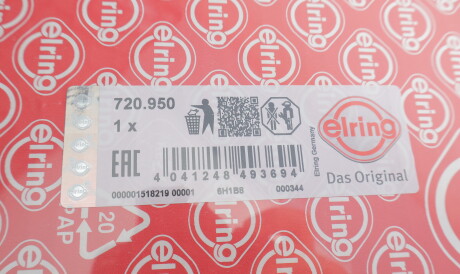 720.950
1 x
EAC
4 041248 493694
000001518219 00001 6H1B8 000344
Elring Germany
elring
Das Original
20
PAP
elring